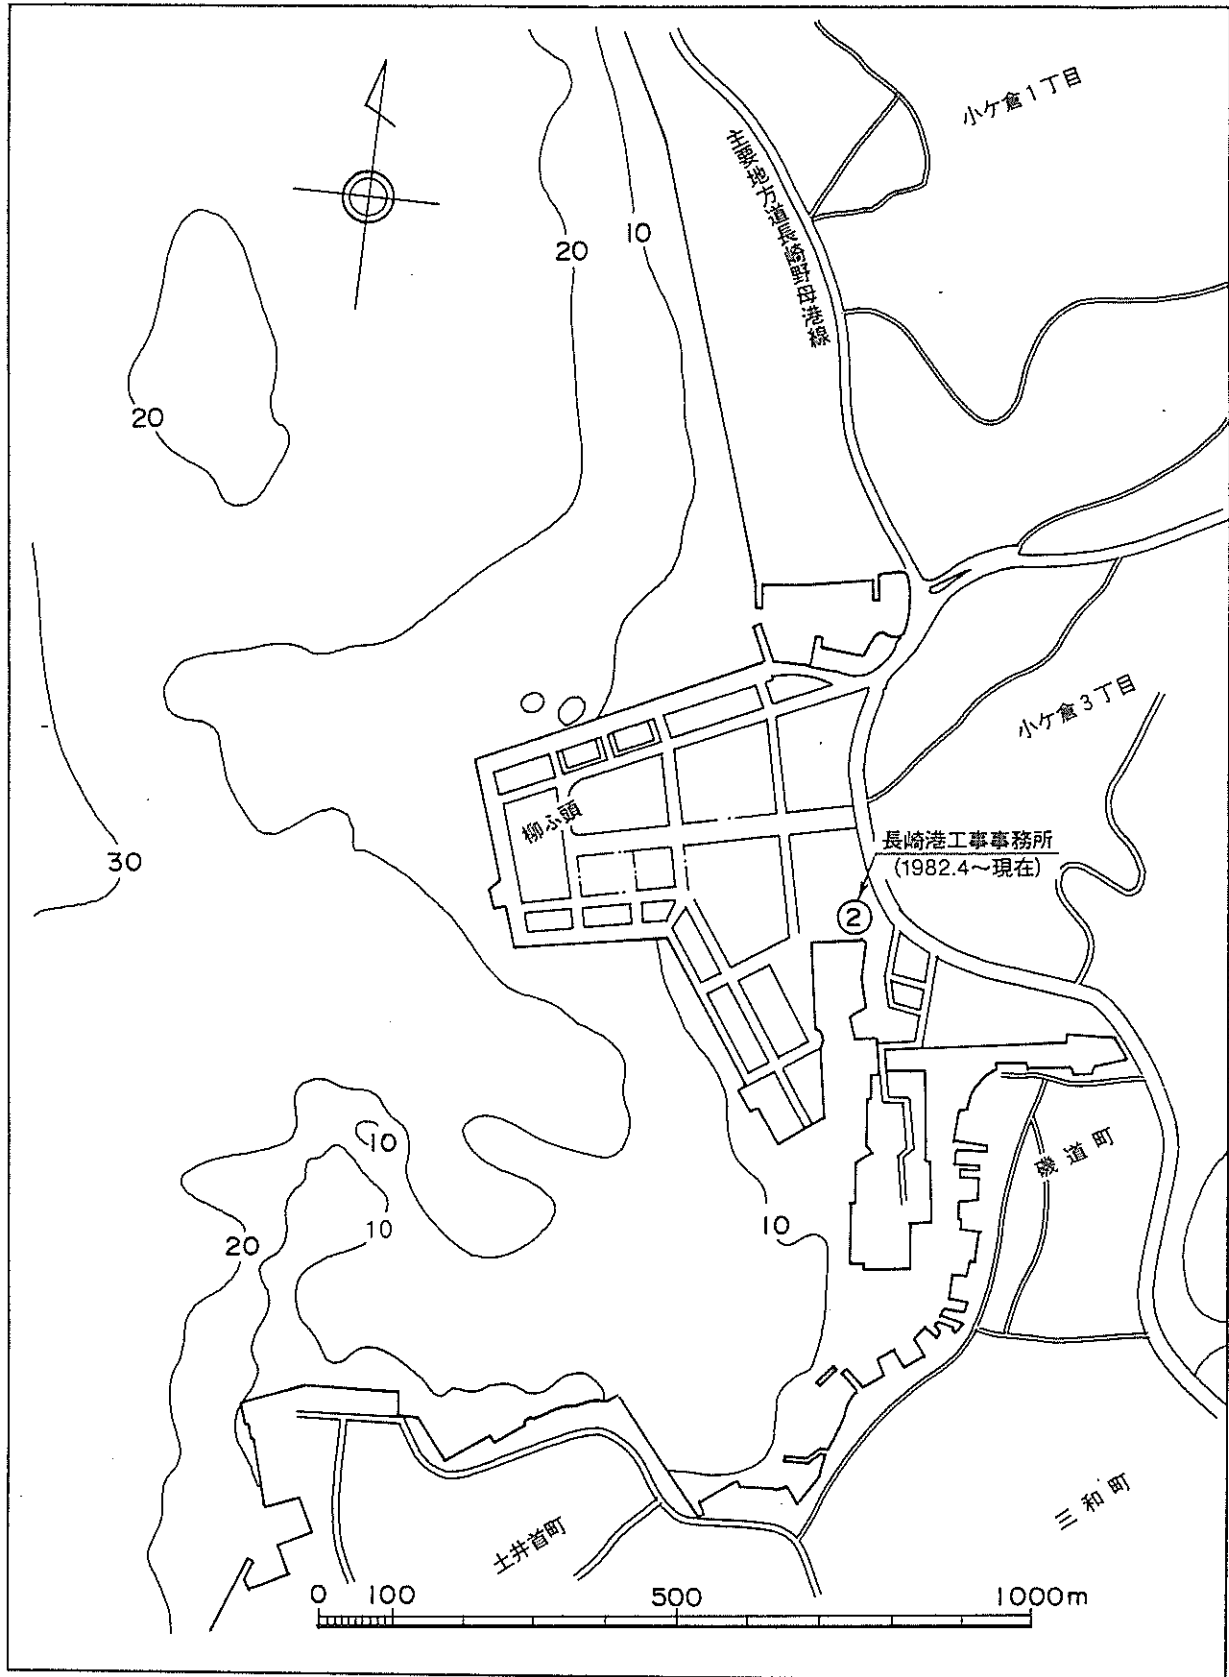 小ケ倉1丁目
主要地方道長崎野母港線
10
20
20
小ケ倉3丁目
柳ふ頭
長崎港工事事務所
(1982.4〜現在)
②
30
10
磯道町
10
10
20
三和町
土井首町
0 100 500 1000m